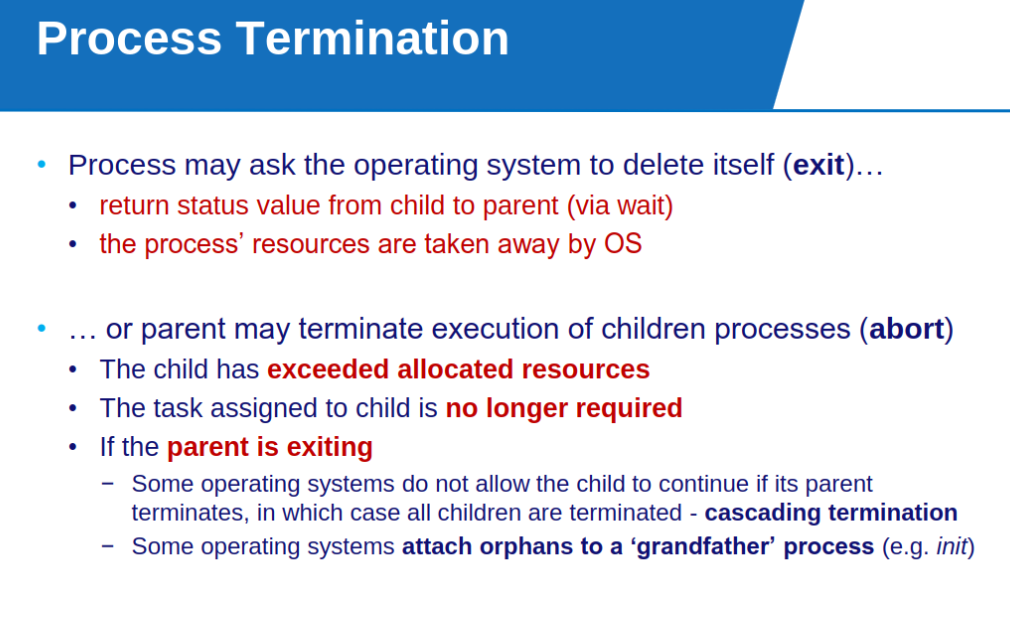 Process Termination
• Process may ask the operating system to delete itself (exit)…
• return status value from child to parent (via wait)
• the process’ resources are taken away by OS
• … or parent may terminate execution of children processes (abort)
• The child has exceeded allocated resources
• The task assigned to child is no longer required
• If the parent is exiting
− Some operating systems do not allow the child to continue if its parent
terminates, in which case all children are terminated - cascading termination
− Some operating systems attach orphans to a ‘grandfather’ process (e.g. init)